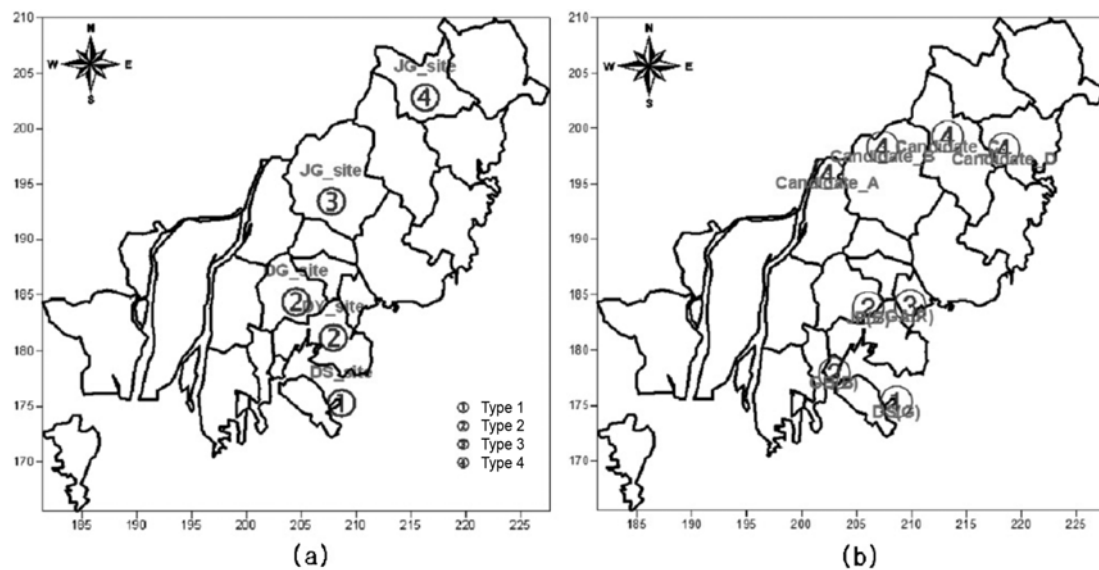 210
N
W E
S
205
JG_site
④
200
JG_site
③
195
190
DG_site
②
185
DY_site
②
180
DS_site
①
175
① Type 1
② Type 2
③ Type 3
④ Type 4
170
185 190 195 200 205 210 215 220 225
(a)
210
N
W E
S
205
200
④ ④ ④ ④
Candidate_A Candidate_B Candidate_C Candidate_D
195
190
185
② ③
180
175
①
DS(G)
170
185 190 195 200 205 210 215 220 225
(b)